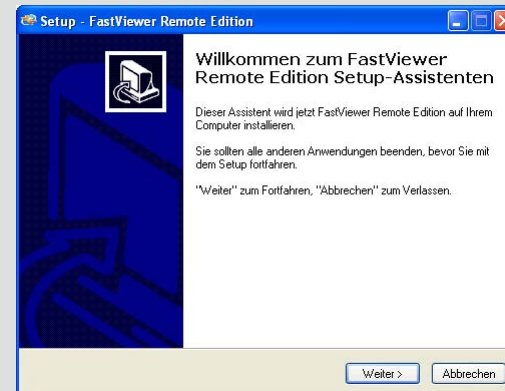 Setup - FastViewer Remote Edition
Willkommen zum FastViewer
Remote Edition Setup-Assistenten
Dieser Assistent wird jetzt FastViewer Remote Edition auf Ihrem
Computer installieren.
Sie sollten alle anderen Anwendungen beenden, bevor Sie mit
dem Setup fortfahren.
"Weiter" zum Fortfahren, "Abbrechen" zum Verlassen.
Weiter >
Abbrechen